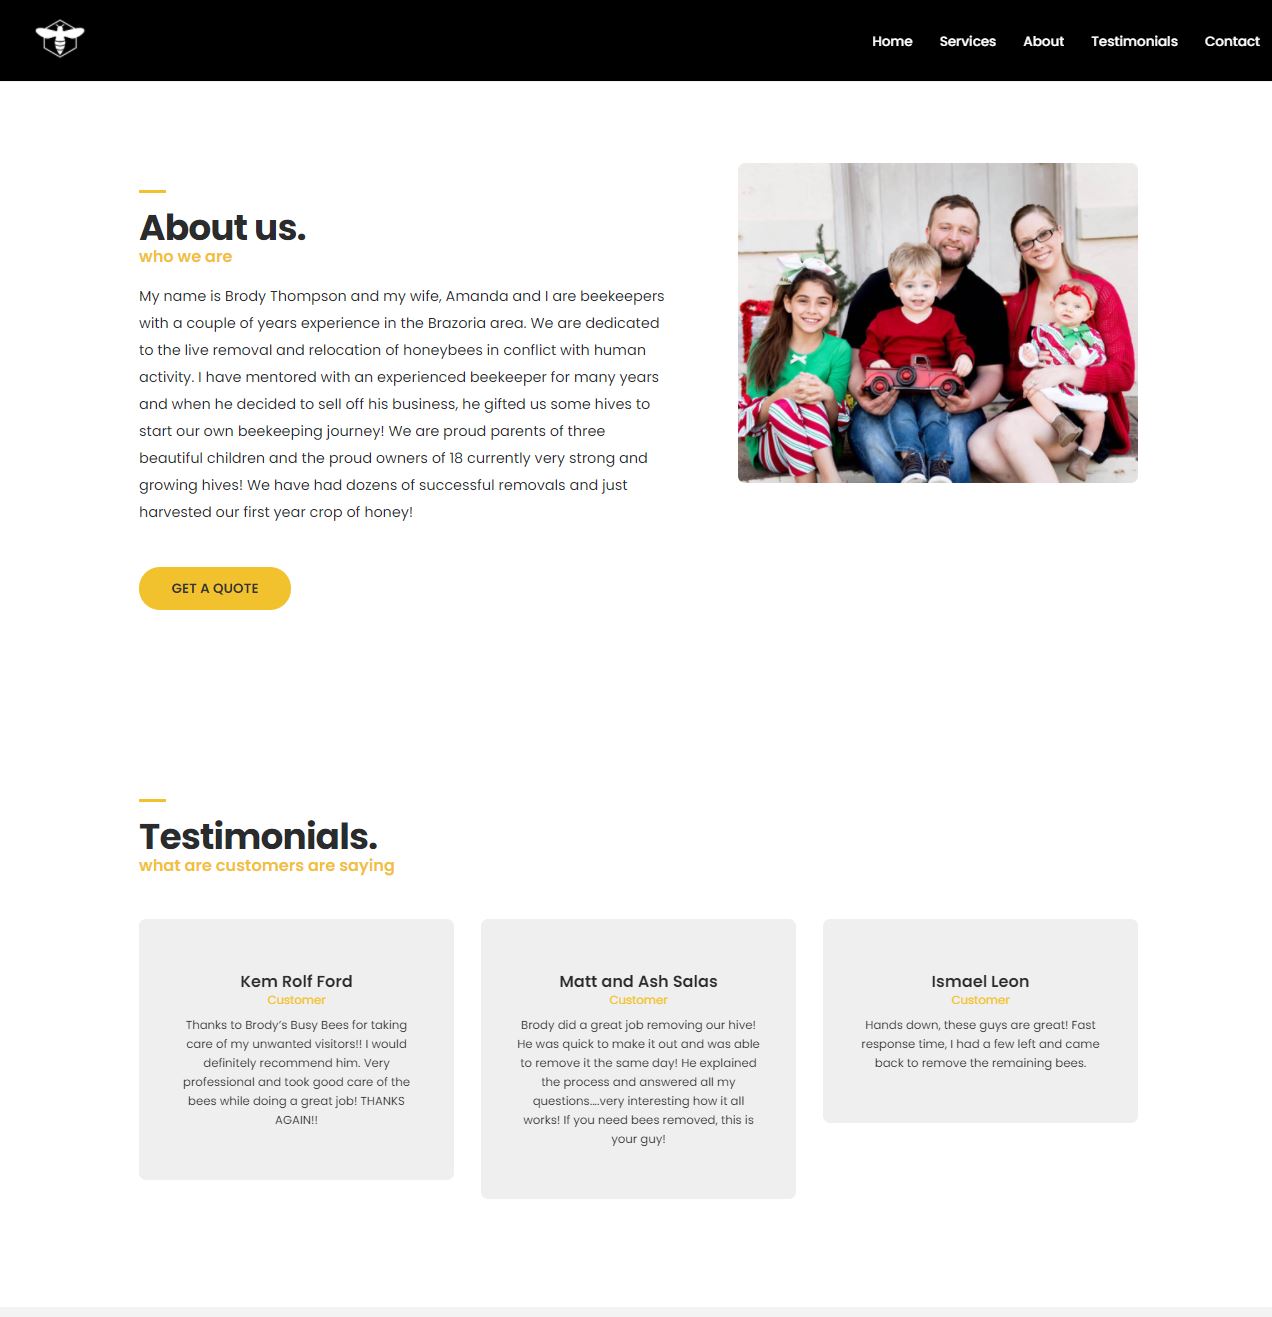 Home Services About Testimonials Contact
About us.
who we are
My name is Brody Thompson and my wife, Amanda and I are beekeepers
with a couple of years experience in the Brazoria area. We are dedicated
to the live removal and relocation of honeybees in conflict with human
activity. I have mentored with an experienced beekeeper for many years
and when he decided to sell off his business, he gifted us some hives to
start our own beekeeping journey! We are proud parents of three
beautiful children and the proud owners of 18 currently very strong and
growing hives! We have had dozens of successful removals and just
harvested our first year crop of honey!
GET A QUOTE
Testimonials.
what are customers are saying
Kem Rolf Ford
Customer
Thanks to Brody’s Busy Bees for taking
care of my unwanted visitors!! I would
definitely recommend him. Very
professional and took good care of the
bees while doing a great job! THANKS
AGAIN!!
Matt and Ash Salas
Customer
Brody did a great job removing our hive!
He was quick to make it out and was able
to remove it the same day! He explained
the process and answered all my
questions....very interesting how it all
works! If you need bees removed, this is
your guy!
Ismael Leon
Customer
Hands down, these guys are great! Fast
response time, I had a few left and came
back to remove the remaining bees.